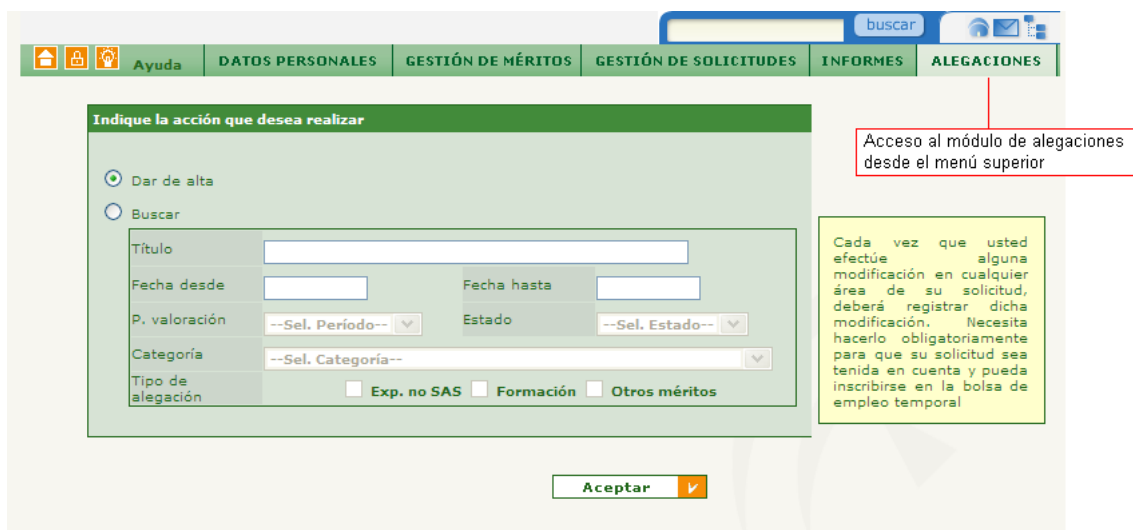 buscar
Ayuda DATOS PERSONALES GESTIÓN DE MÉRITOS GESTIÓN DE SOLICITUDES INFORMES ALEGACIONES
Indique la acción que desea realizar
Acceso al módulo de alegaciones
desde el menú superior
Dar de alta
Buscar
Título
Fecha desde Fecha hasta
P. valoración --Sel. Período-- Estado --Sel. Estado--
Categoría --Sel. Categoría--
Tipo de
alegación Exp. no SAS Formación Otros méritos
Cada vez que usted
efectúe alguna
modificación en cualquier
área de su solicitud,
deberá registrar dicha
modificación. Necesita
hacerlo obligatoriamente
para que su solicitud sea
tenida en cuenta y pueda
inscribirse en la bolsa de
empleo temporal
Aceptar